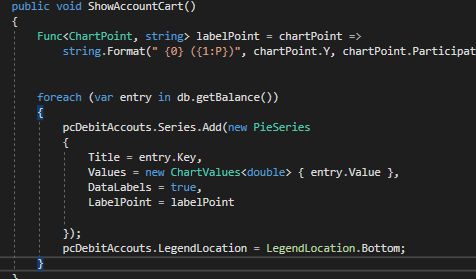 public void ShowAccountCart()
{
Func<ChartPoint, string> labelPoint = chartPoint =>
string.Format(" {0} ({1:P})", chartPoint.Y, chartPoint.Participat
foreach (var entry in db.getBalance())
{
pcDebitAccouts.Series.Add(new PieSeries
{
Title = entry.Key,
Values = new ChartValues<double> { entry.Value },
DataLabels = true,
LabelPoint = labelPoint
});
pcDebitAccouts.LegendLocation = LegendLocation.Bottom;
}
}